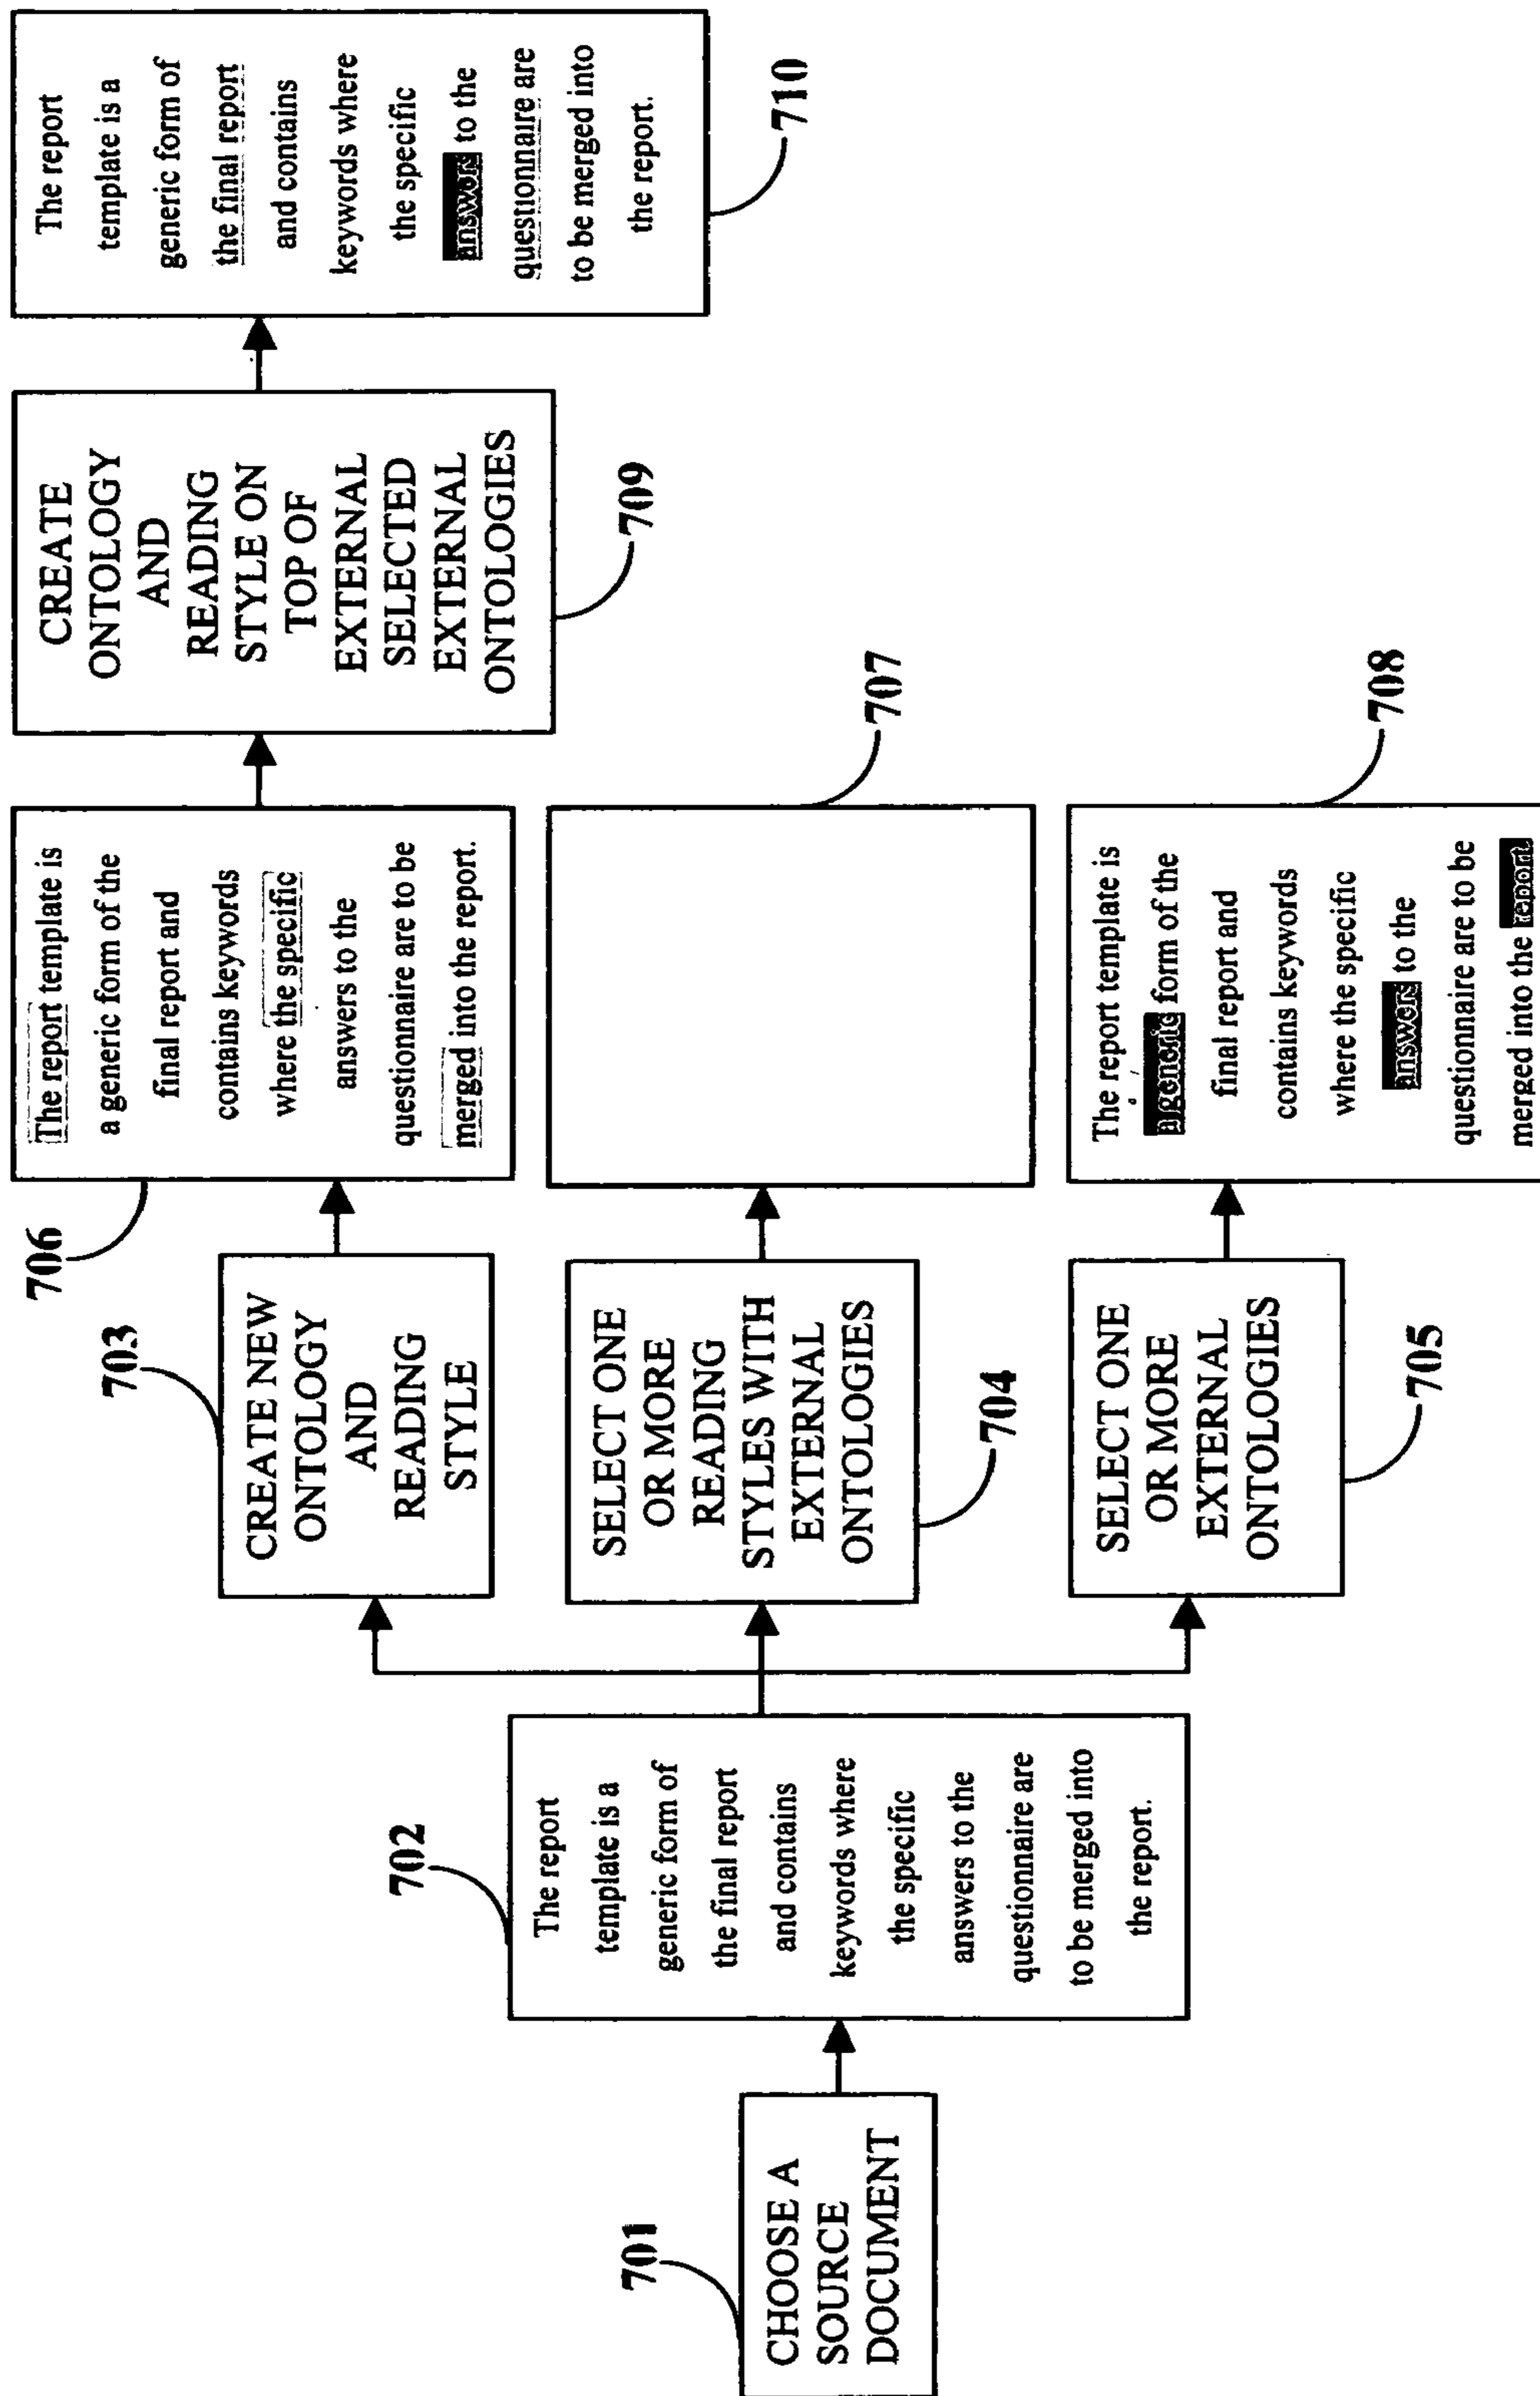 701
CHOOSE A
SOURCE
DOCUMENT
702
The report
template is a
generic form of
the final report
and contains
keywords where
the specific
answers to the
questionnaire are
to be merged into
the report.
703
CREATE NEW
ONTOLOGY
AND
READING
STYLE
SELECT ONE
OR MORE
READING
STYLES WITH
EXTERNAL
ONTOLOGIES
704
SELECT ONE
OR MORE
EXTERNAL
ONTOLOGIES
705
706
The report template is
a generic form of the
final report and
contains keywords
where the specific
answers to the
questionnaire are to be
merged into the report.
707
The report template is
a generic form of the
final report and
contains keywords
where the specific
answers to the
questionnaire are to be
merged into the report.
708
CREATE
ONTOLOGY
AND
READING
STYLE ON
TOP OF
EXTERNAL
SELECTED
EXTERNAL
ONTOLOGIES
709
The report
template is a
generic form of
the final report
and contains
keywords where
the specific
answers to the
questionnaire are
to be merged into
the report.
710